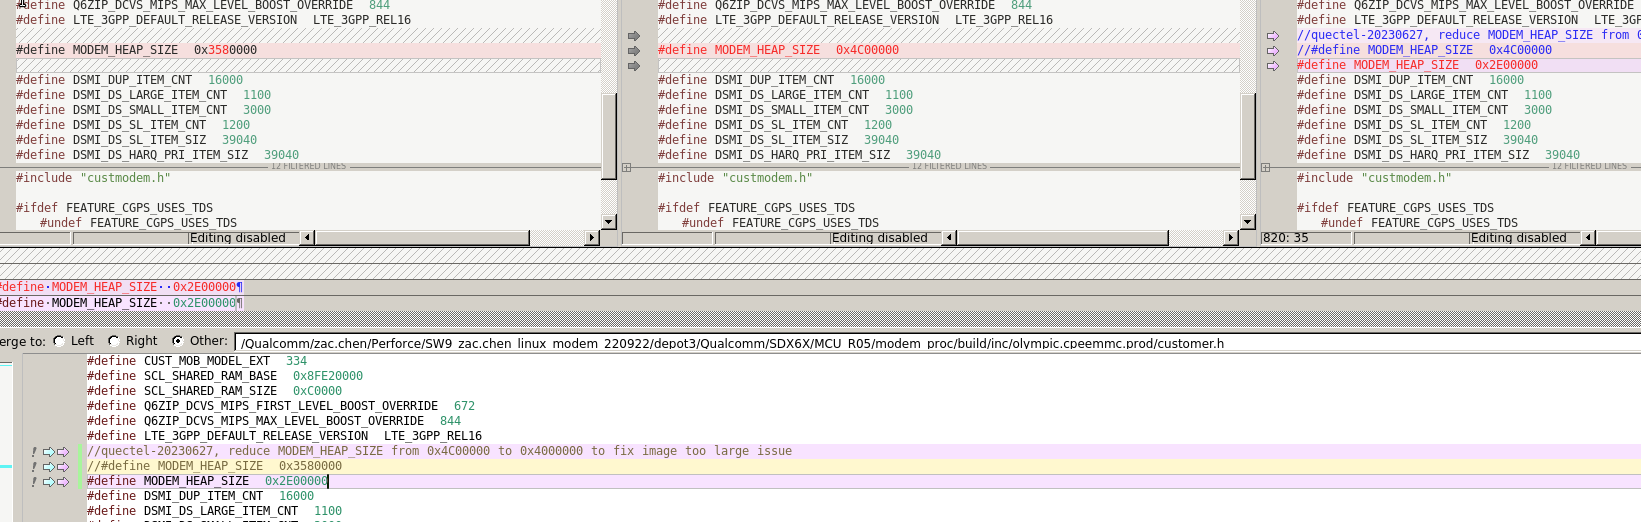 #define Q6ZIP_DCVS_MIPS_MAX_LEVEL_BOOST_OVERRIDE 844
#define LTE_3GPP_DEFAULT_RELEASE_VERSION LTE_3GPP_REL16
#define MODEM_HEAP_SIZE 0x3580000
#define DSMI_DUP_ITEM_CNT 16000
#define DSMI_DS_LARGE_ITEM_CNT 1100
#define DSMI_DS_SMALL_ITEM_CNT 3000
#define DSMI_DS_SL_ITEM_CNT 1200
#define DSMI_DS_SL_ITEM_SIZ 39040
#define DSMI_DS_HARQ_PRI_ITEM_SIZ 39040
12 FILTERED LINES
#include "custmodem.h"
#ifdef FEATURE_CGPS_USES_TDS
#undef FEATURE_CGPS_USES_TDS
Editing disabled
#define Q6ZIP_DCVS_MIPS_MAX_LEVEL_BOOST_OVERRIDE 844
#define LTE_3GPP_DEFAULT_RELEASE_VERSION LTE_3GPP_REL16
#define MODEM_HEAP_SIZE 0x4C00000
#define DSMI_DUP_ITEM_CNT 16000
#define DSMI_DS_LARGE_ITEM_CNT 1100
#define DSMI_DS_SMALL_ITEM_CNT 3000
#define DSMI_DS_SL_ITEM_CNT 1200
#define DSMI_DS_SL_ITEM_SIZ 39040
#define DSMI_DS_HARQ_PRI_ITEM_SIZ 39040
12 FILTERED LINES
#include "custmodem.h"
#ifdef FEATURE_CGPS_USES_TDS
#undef FEATURE_CGPS_USES_TDS
Editing disabled
#define Q6ZIP_DCVS_MIPS_MAX_LEVEL_BOOST_OVERRIDE
#define LTE_3GPP_DEFAULT_RELEASE_VERSION LTE_3G
//quectel-20230627, reduce MODEM_HEAP_SIZE from 0
//#define MODEM_HEAP_SIZE 0x4C00000
#define MODEM_HEAP_SIZE 0x2E00000
#define DSMI_DUP_ITEM_CNT 16000
#define DSMI_DS_LARGE_ITEM_CNT 1100
#define DSMI_DS_SMALL_ITEM_CNT 3000
#define DSMI_DS_SL_ITEM_CNT 1200
#define DSMI_DS_SL_ITEM_SIZ 39040
#define DSMI_DS_HARQ_PRI_ITEM_SIZ 39040
12 FILTERED LINES
#include "custmodem.h"
#ifdef FEATURE_CGPS_USES_TDS
#undef FEATURE_CGPS_USES_TDS
820: 35 Editing disabled
#define·MODEM_HEAP_SIZE··0x2E00000¶
#define·MODEM_HEAP_SIZE··0x2E00000¶
erge to: Left Right Other: /Qualcomm/zac.chen/Perforce/SW9_zac.chen_linux_modem_220922/depot3/Qualcomm/SDX6X/MCU_R05/modem_proc/build/inc/olympic.cpeemmc.prod/customer.h
#define CUST_MOB_MODEL_EXT 334
#define SCL_SHARED_RAM_BASE 0x8FE20000
#define SCL_SHARED_RAM_SIZE 0xC0000
#define Q6ZIP_DCVS_MIPS_FIRST_LEVEL_BOOST_OVERRIDE 672
#define Q6ZIP_DCVS_MIPS_MAX_LEVEL_BOOST_OVERRIDE 844
#define LTE_3GPP_DEFAULT_RELEASE_VERSION LTE_3GPP_REL16
//quectel-20230627, reduce MODEM_HEAP_SIZE from 0x4C00000 to 0x4000000 to fix image too large issue
//#define MODEM_HEAP_SIZE 0x3580000
#define MODEM_HEAP_SIZE 0x2E00000
#define DSMI_DUP_ITEM_CNT 16000
#define DSMI_DS_LARGE_ITEM_CNT 1100